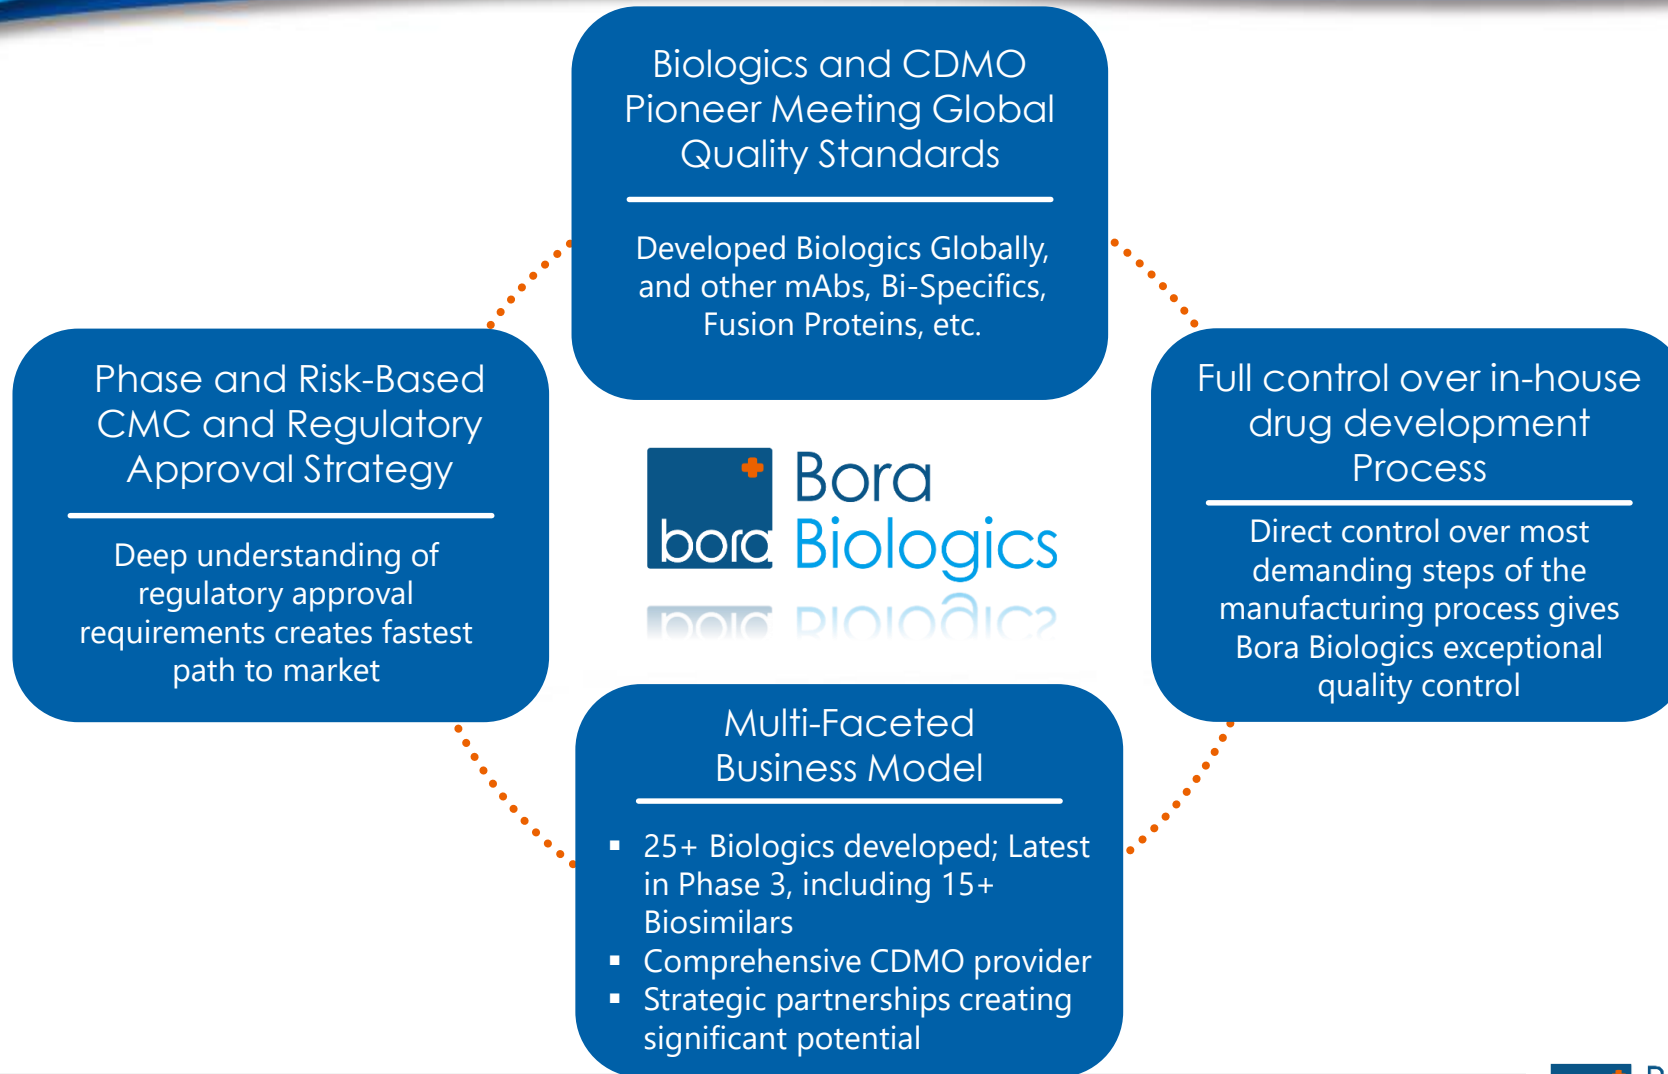 Biologics and CDMO
Pioneer Meeting Global
Quality Standards
Developed Biologics Globally,
and other mAbs, Bi-Specifics,
Fusion Proteins, etc.
Phase and Risk-Based
CMC and Regulatory
Approval Strategy
Deep understanding of
regulatory approval
requirements creates fastest
path to market
bora
Bora
Biologics
Full control over in-house
drug development
Process
Direct control over most
demanding steps of the
manufacturing process gives
Bora Biologics exceptional
quality control
Multi-Faceted
Business Model
▪ 25+ Biologics developed; Latest
in Phase 3, including 15+
Biosimilars
▪ Comprehensive CDMO provider
▪ Strategic partnerships creating
significant potential